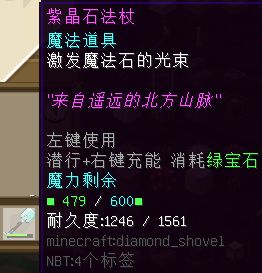 紫晶石法杖
魔法道具
激发魔法石的光束
"来自遥远的北方山脉"
左键使用
潜行+右键充能 消耗绿宝石
魔力剩余
■ 479 / 600■
耐久度:1246 / 1561
minecraft:diamond_shovel
NBT:4个标签